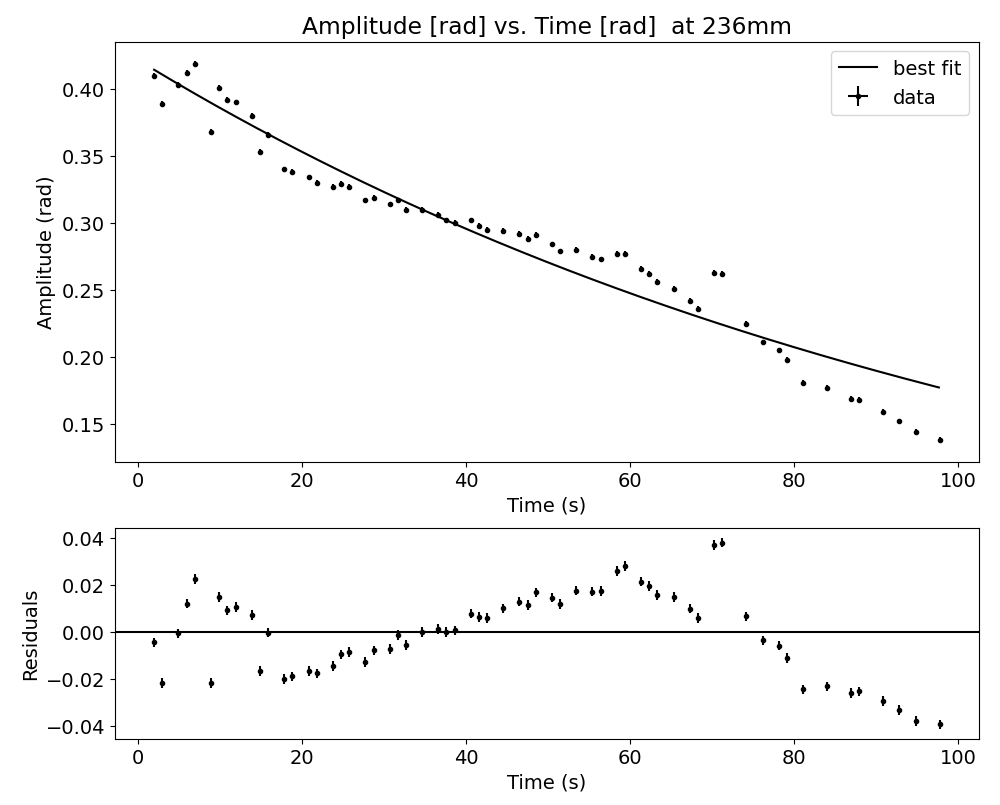 Amplitude [rad] vs. Time [rad]  at 236mm
best fit
data
Amplitude (rad)
0.40
0.35
0.30
0.25
0.20
0.15
0 20 40 60 80 100
Time (s)
Residuals
0.04
0.02
0.00
−0.02
−0.04
0 20 40 60 80 100
Time (s)